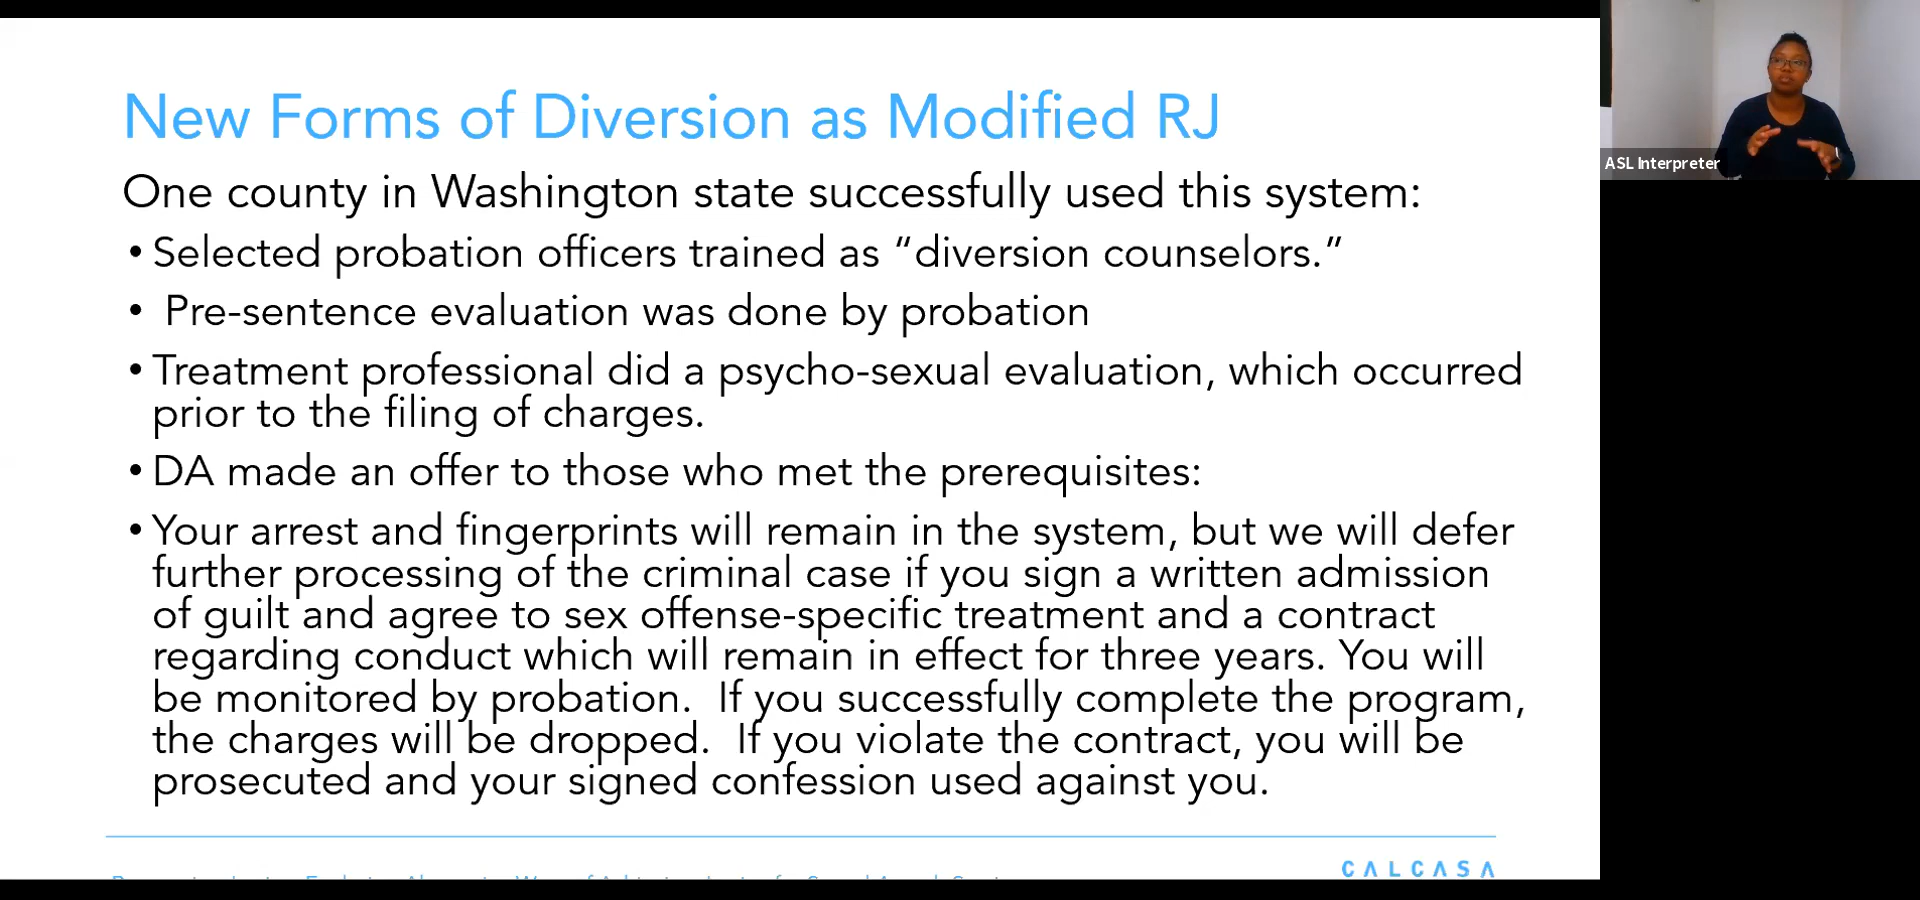 New Forms of Diversion as Modified RJ
One county in Washington state successfully used this system:
• Selected probation officers trained as “diversion counselors.”
• Pre-sentence evaluation was done by probation
• Treatment professional did a psycho-sexual evaluation, which occurred
prior to the filing of charges.
• DA made an offer to those who met the prerequisites:
• Your arrest and fingerprints will remain in the system, but we will defer
further processing of the criminal case if you sign a written admission
of guilt and agree to sex offense-specific treatment and a contract
regarding conduct which will remain in effect for three years. You will
be monitored by probation.  If you successfully complete the program,
the charges will be dropped.  If you violate the contract, you will be
prosecuted and your signed confession used against you.
CALCASA
ASL Interpreter